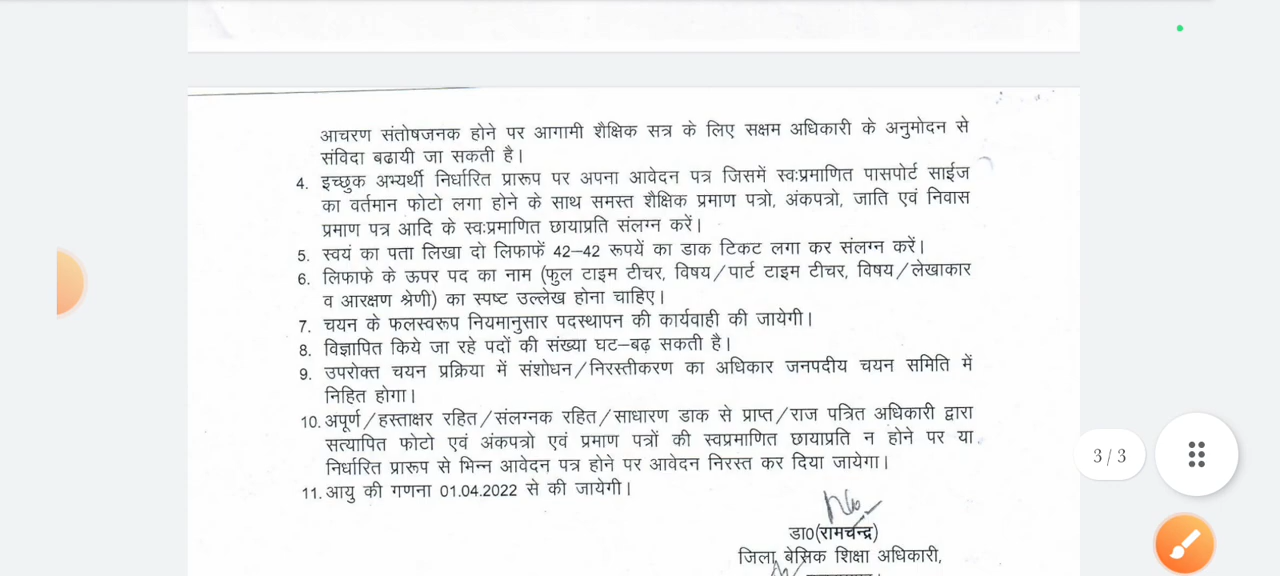 आचरण संतोषजनक होने पर आगामी शैक्षिक सत्र के लिए सक्षम अधिकारी के अनुमोदन से
संविदा बढायी जा सकती है।
4. इच्छुक अभ्यर्थी निर्धारित प्रारूप पर अपना आवेदन पत्र जिसमें स्वःप्रमाणित पासपोर्ट साईज
का वर्तमान फोटो लगा होने के साथ समस्त शैक्षिक प्रमाण पत्रो, अंकपत्रो, जाति एवं निवास
प्रमाण पत्र आदि के स्वःप्रमाणित छायाप्रति संलग्न करें।
5. स्वयं का पता लिखा दो लिफाफें 42–42 रूपयें का डाक टिकट लगा कर संलग्न करें।
6. लिफाफे के ऊपर पद का नाम (फुल टाइम टीचर, विषय/पार्ट टाइम टीचर, विषय/लेखाकार
व आरक्षण श्रेणी) का स्पष्ट उल्लेख होना चाहिए।
7. चयन के फलस्वरूप नियमानुसार पदस्थापन की कार्यवाही की जायेगी।
8. विज्ञापित किये जा रहे पदों की संख्या घट–बढ़ सकती है।
9. उपरोक्त चयन प्रक्रिया में संशोधन/निरस्तीकरण का अधिकार जनपदीय चयन समिति में
निहित होगा।
10. अपूर्ण/हस्ताक्षर रहित/संलग्नक रहित/साधारण डाक से प्राप्त/राज पत्रित अधिकारी द्वारा
सत्यापित फोटो एवं अंकपत्रो एवं प्रमाण पत्रों की स्वप्रमाणित छायाप्रति न होने पर या
निर्धारित प्रारूप से भिन्न आवेदन पत्र होने पर आवेदन निरस्त कर दिया जायेगा।
11. आयु की गणना 01.04.2022 से की जायेगी।
डा0(रामचन्द्र)
जिला बेसिक शिक्षा अधिकारी,
3 / 3